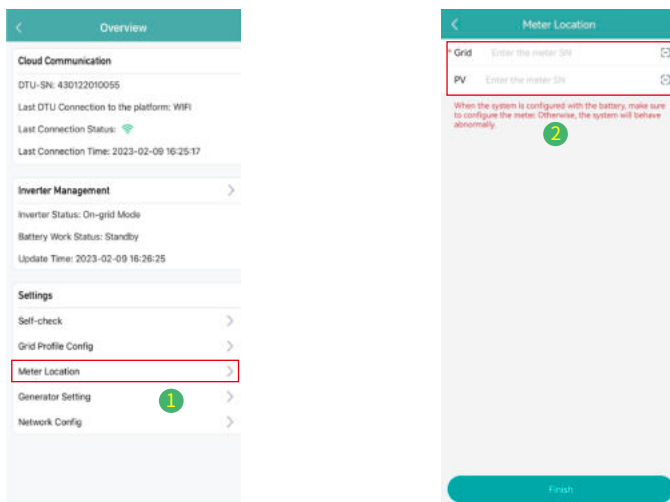 Overview
Cloud Communication
DTU-SN: 430122010055
Last DTU Connection to the platform: WIFI
Last Connection Status:
Last Connection Time: 2023-02-09 16:25:17
Inverter Management
Inverter Status: On-grid Mode
Battery Work Status: Standby
Update Time: 2023-02-09 16:26:25
Settings
Self-check
Grid Profile Config
Meter Location
Generator Setting
1
Network Config
Meter Location
* Grid Enter the meter SN
PV Enter the meter SN
When the system is configured with the battery, make sure
to configure the meter. Otherwise, the system will behave
abnormally.
2
Finish